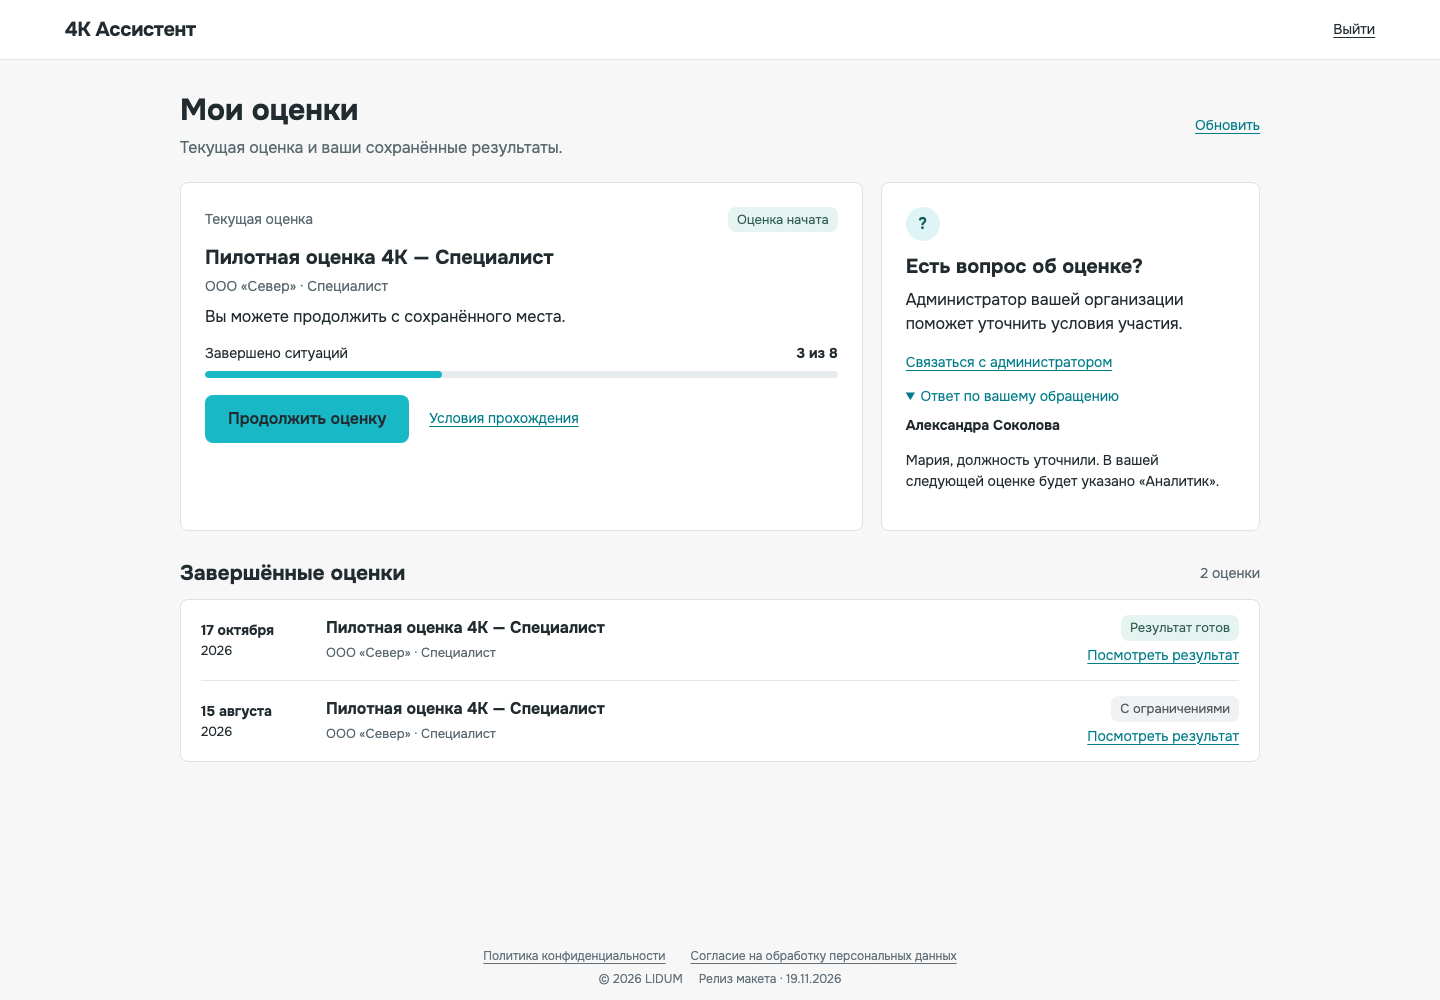 4K Ассистент
Выйти
Мои оценки
Текущая оценка и ваши сохранённые результаты.
Обновить
Текущая оценка
Оценка начата
Пилотная оценка 4K — Специалист
ООО «Север» · Специалист
Вы можете продолжить с сохранённого места.
Завершено ситуаций
3 из 8
Продолжить оценку
Условия прохождения
?
Есть вопрос об оценке?
Администратор вашей организации
поможет уточнить условия участия.
Связаться с администратором
▼ Ответ по вашему обращению
Александра Соколова
Мария, должность уточнили. В вашей
следующей оценке будет указано «Аналитик».
Завершённые оценки
2 оценки
17 октября
2026
Пилотная оценка 4K — Специалист
ООО «Север» · Специалист
Результат готов
Посмотреть результат
15 августа
2026
Пилотная оценка 4K — Специалист
ООО «Север» · Специалист
С ограничениями
Посмотреть результат
Политика конфиденциальности
Согласие на обработку персональных данных
© 2026 LIDUM
Релиз макета · 19.11.2026